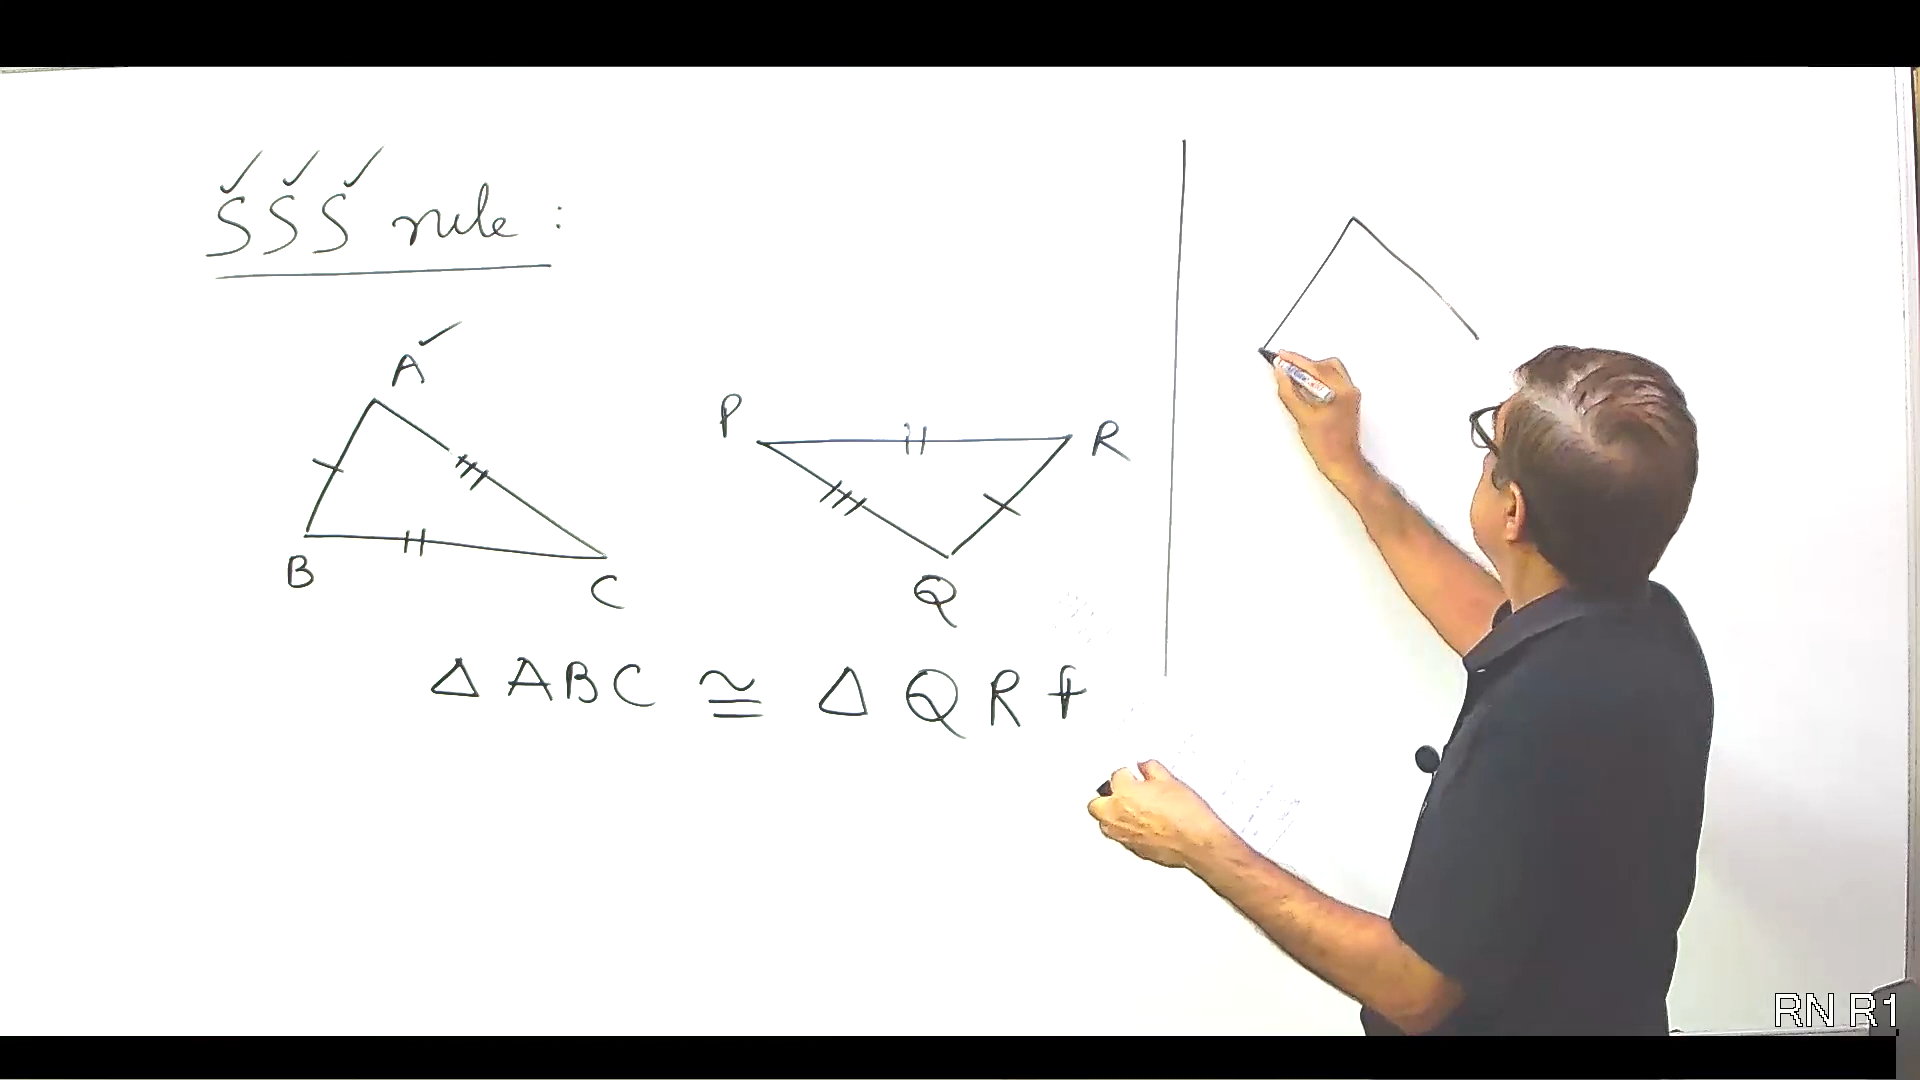 SSS rule :
A
P
R
B
C
Q
Δ ABC ≅ Δ QRP
RN R1